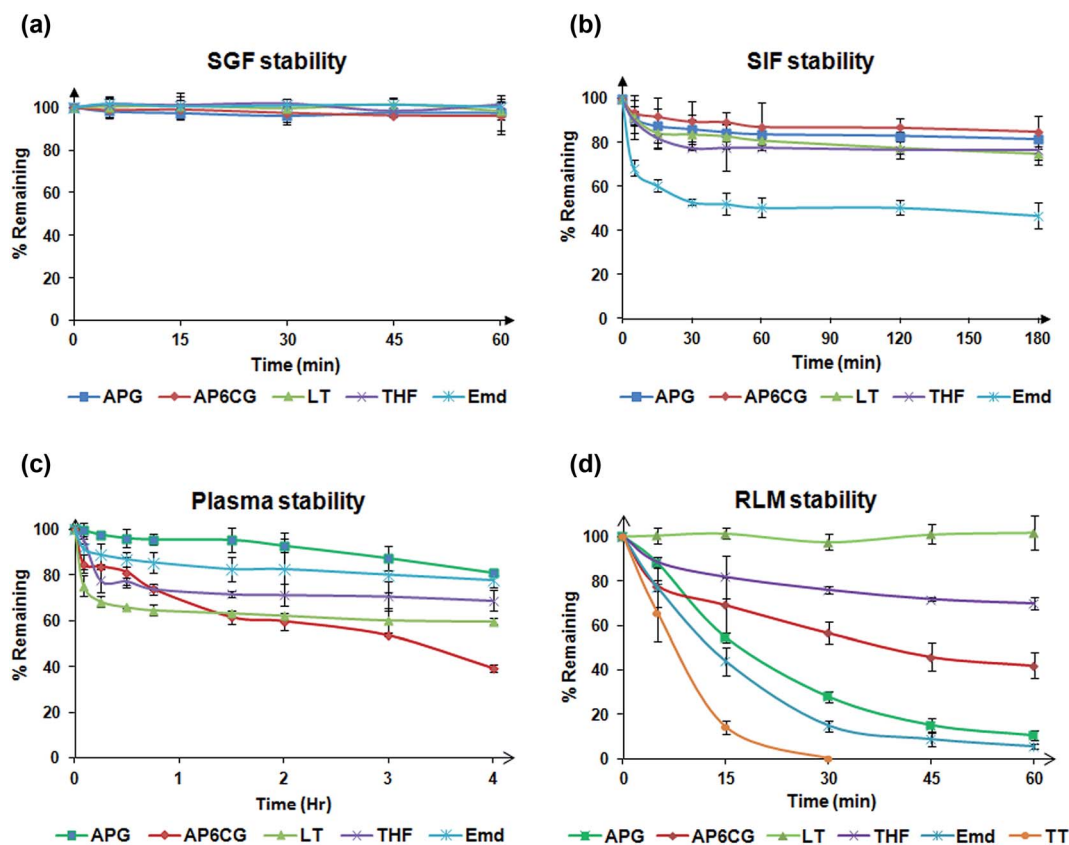 (a)
SGF stability
% Remaining
100
80
60
40
20
0
0 15 30 45 60
Time (min)
APG AP6CG LT THF Emd
(b)
SIF stability
% Remaining
100
80
60
40
20
0
0 30 60 90 120 150 180
Time (min)
APG AP6CG LT THF Emd
(c)
Plasma stability
% Remaining
100
80
60
40
20
0
0 1 2 3 4
Time (Hr)
APG AP6CG LT THF Emd
(d)
RLM stability
% Remaining
100
80
60
40
20
0
0 15 30 45 60
Time (min)
APG AP6CG LT THF Emd TT